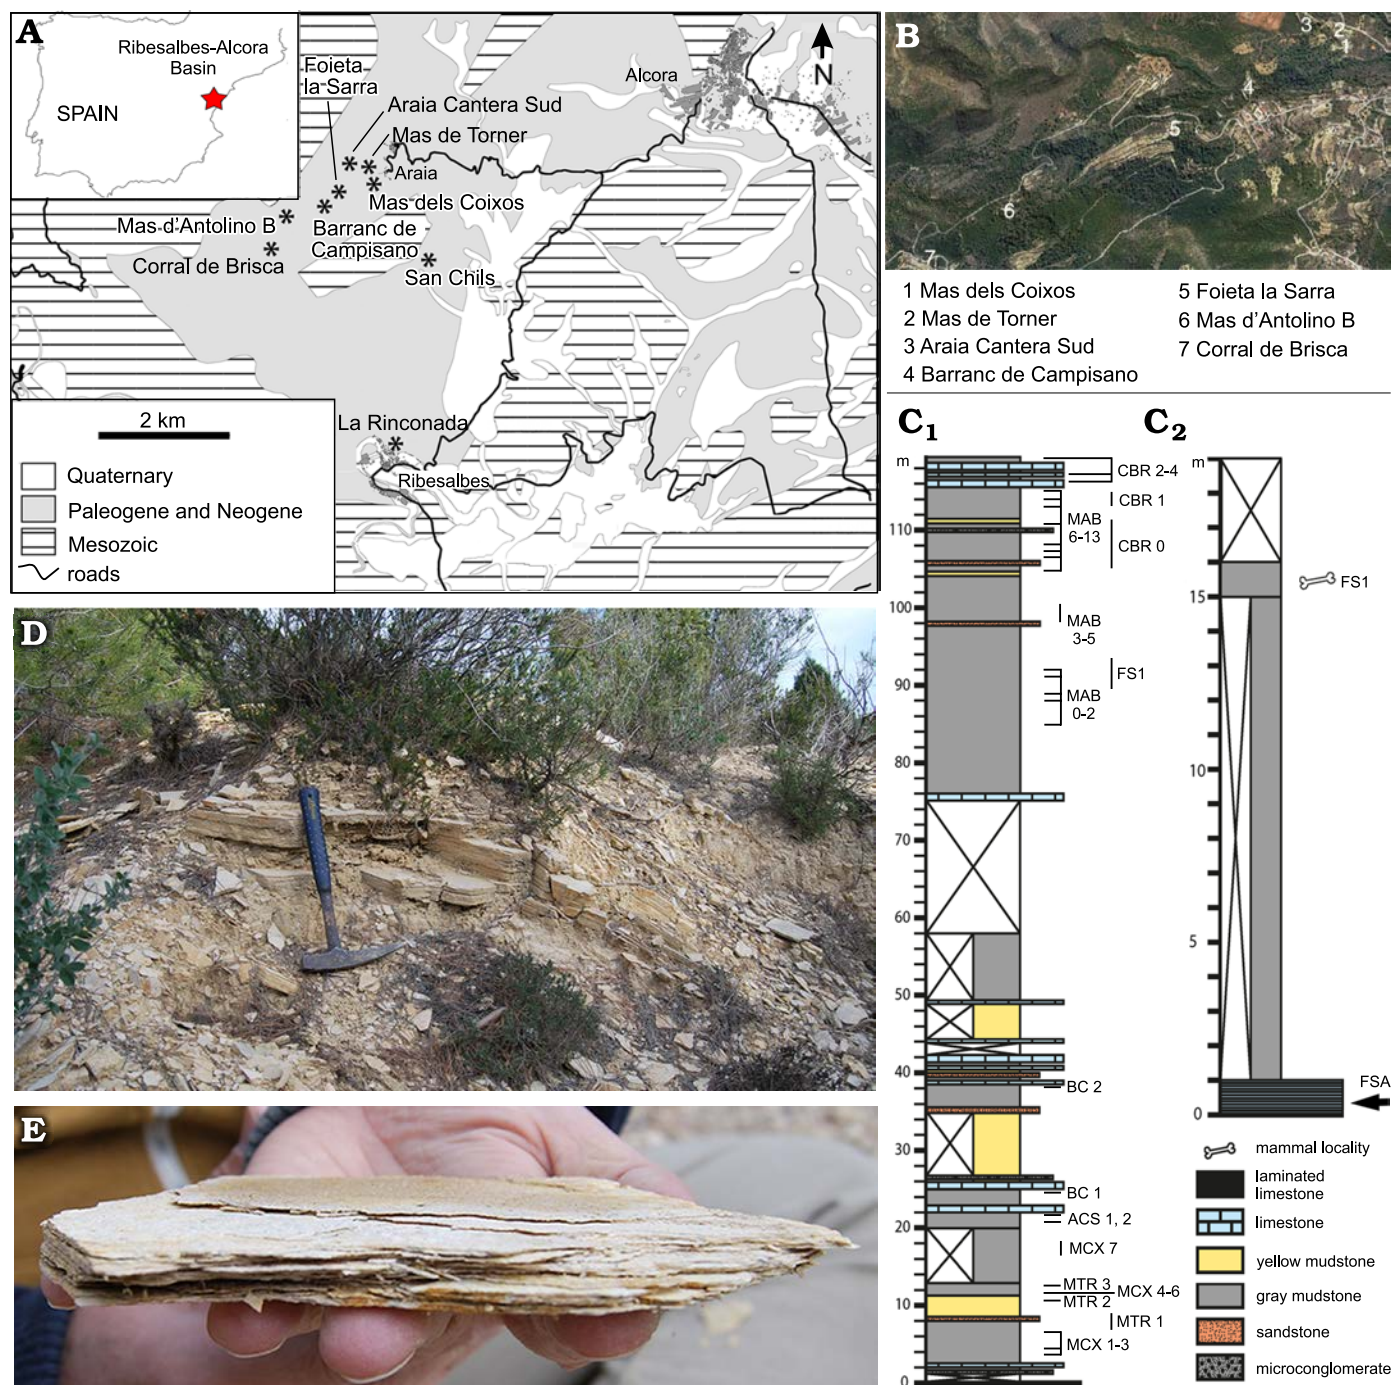 A
Ribesalbes-Alcora
Basin
SPAIN
Foieta
la Sarra
Araia Cantera Sud
Mas de Torner
Araia
Mas dels Coixos
Mas d'Antolino B
Barranc de
Campisano
Corral de Brisca
San Chils
Alcora
N
La Rinconada
Ribesalbes
2 km
Quaternary
Paleogene and Neogene
Mesozoic
roads
B
3
2
1
4
5
6
7
1 Mas dels Coixos
2 Mas de Torner
3 Araia Cantera Sud
4 Barranc de Campisano
5 Foieta la Sarra
6 Mas d'Antolino B
7 Corral de Brisca
C1
m
110
100
90
80
70
60
50
40
30
20
10
0
CBR 2-4
CBR 1
MAB
6-13
CBR 0
MAB
3-5
FS1
MAB
0-2
BC 2
BC 1
ACS 1, 2
MCX 7
MTR 3
MCX 4-6
MTR 2
MTR 1
MCX 1-3
C2
m
15
10
5
0
FS1
FSA
mammal locality
laminated
limestone
limestone
yellow mudstone
gray mudstone
sandstone
microconglomerate
D
E